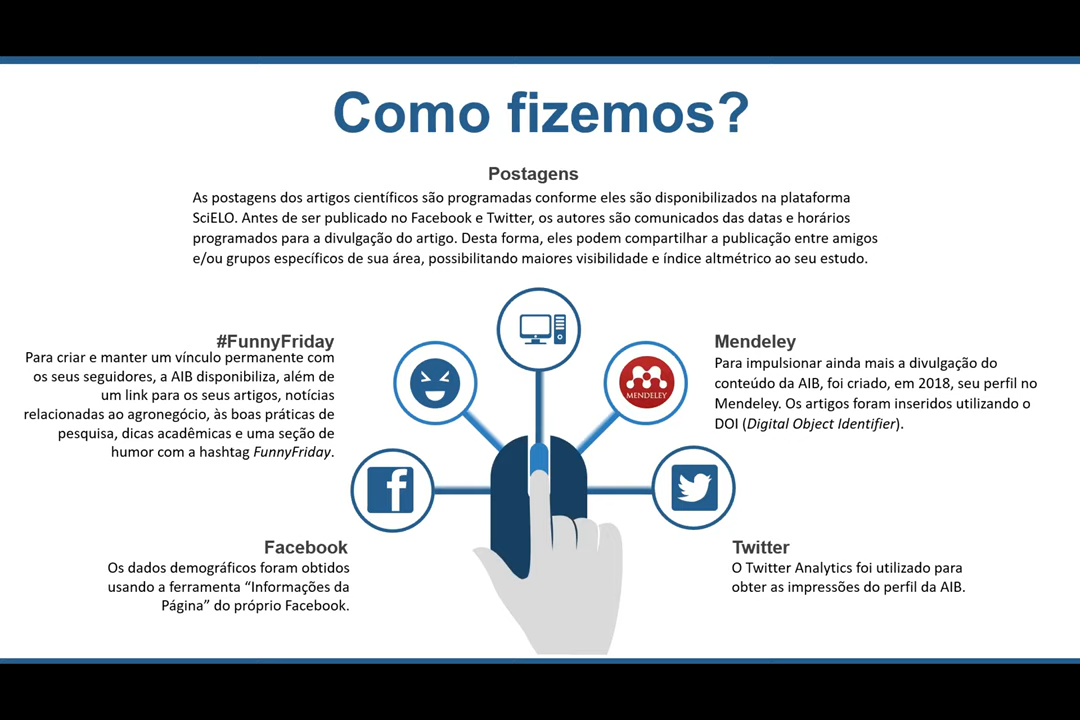 Como fizemos?
Postagens
As postagens dos artigos científicos são programadas conforme eles são disponibilizados na plataforma
SciELO. Antes de ser publicado no Facebook e Twitter, os autores são comunicados das datas e horários
programados para a divulgação do artigo. Desta forma, eles podem compartilhar a publicação entre amigos
e/ou grupos específicos de sua área, possibilitando maiores visibilidade e índice altmétrico ao seu estudo.
#FunnyFriday
Para criar e manter um vínculo permanente com
os seus seguidores, a AIB disponibiliza, além de
um link para os seus artigos, notícias
relacionadas ao agronegócio, às boas práticas de
pesquisa, dicas acadêmicas e uma seção de
humor com a hashtag FunnyFriday.
MENDELEY
Mendeley
Para impulsionar ainda mais a divulgação do
conteúdo da AIB, foi criado, em 2018, seu perfil no
Mendeley. Os artigos foram inseridos utilizando o
DOI (Digital Object Identifier).
f
Facebook
Os dados demográficos foram obtidos
usando a ferramenta “Informações da
Página” do próprio Facebook.
Twitter
O Twitter Analytics foi utilizado para
obter as impressões do perfil da AIB.